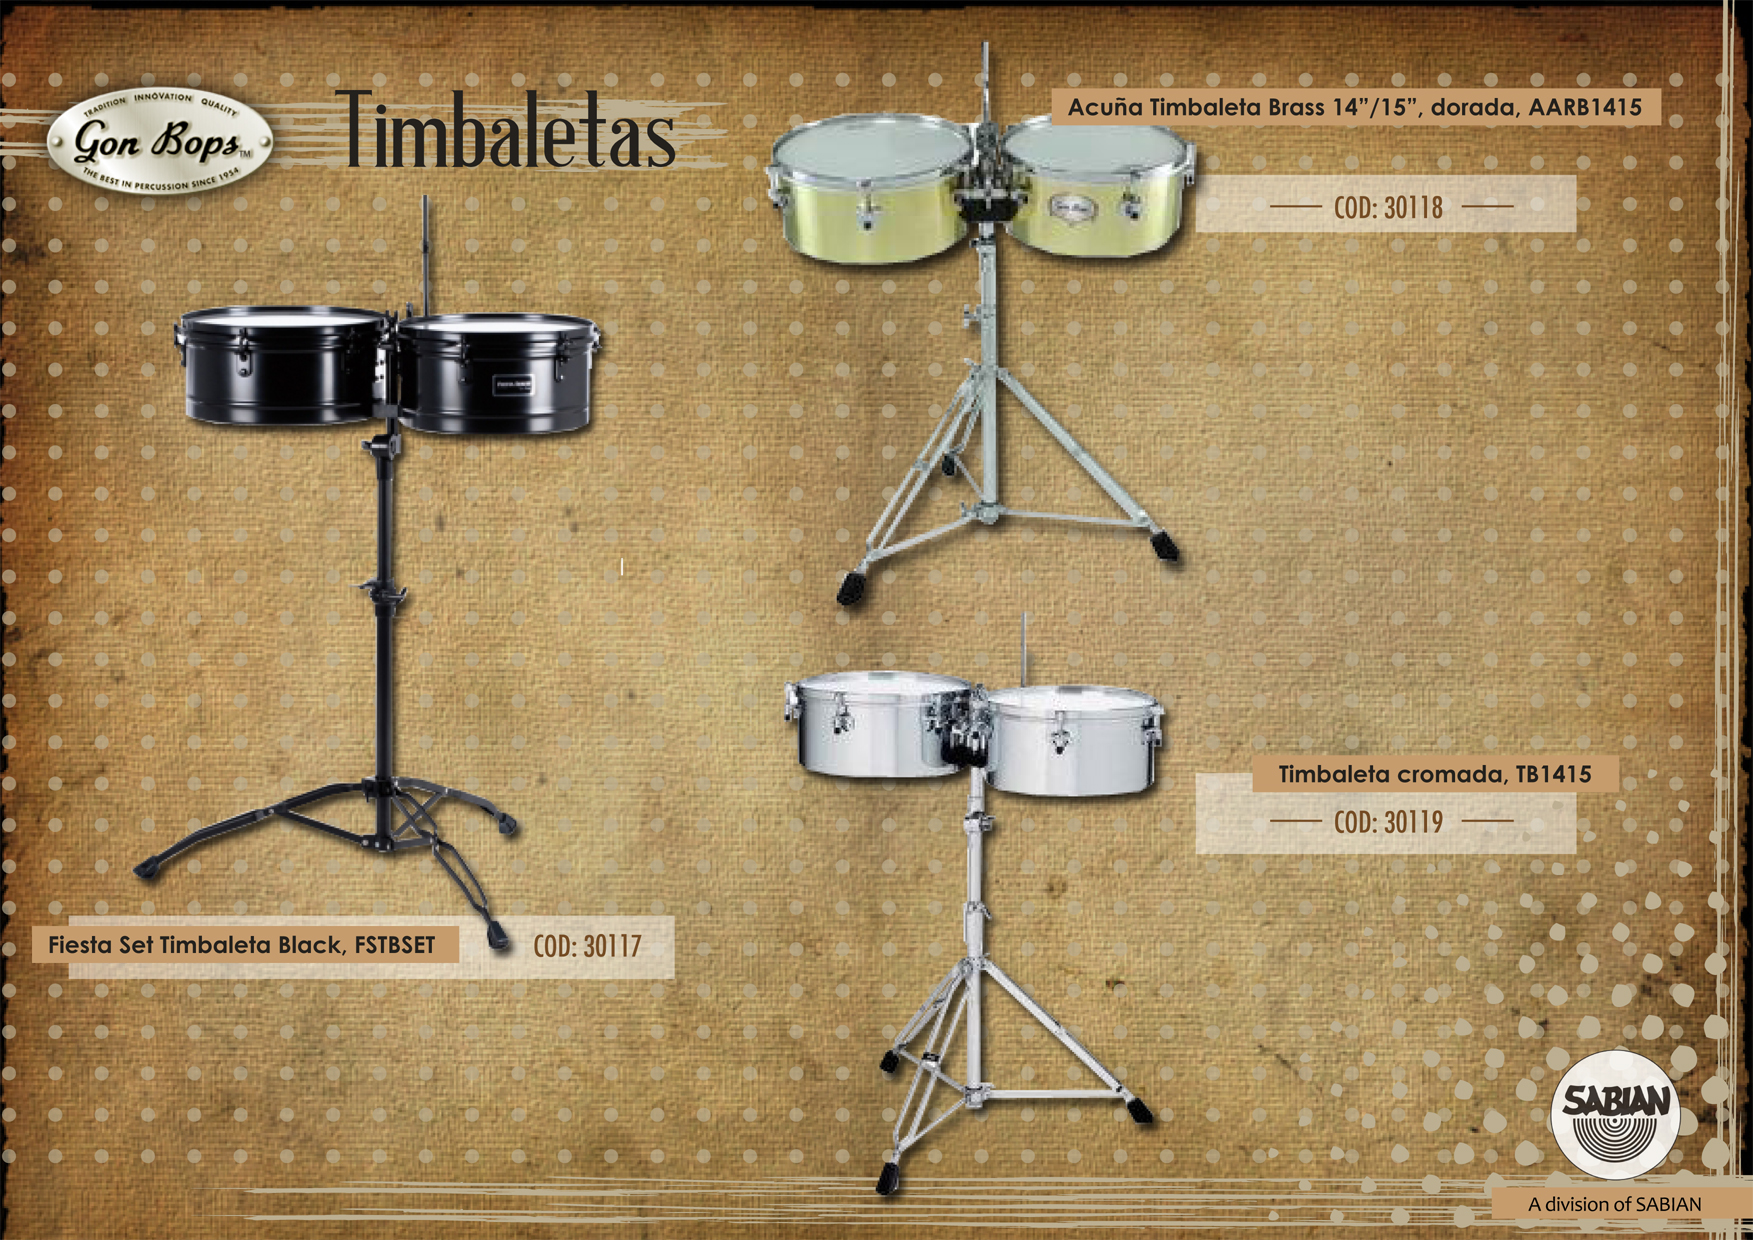 TRADITION INNOVATION QUALITY
Gon Bops TM
THE BEST IN PERCUSSION SINCE 1954
Timbaletas
Acuña Timbaleta Brass 14”/15”, dorada, AARB1415
COD: 30118
Gon Bops
Timbaleta cromada, TB1415
COD: 30119
Fiesta Set Timbaleta Black, FSTBSET
COD: 30117
SABIAN
A division of SABIAN